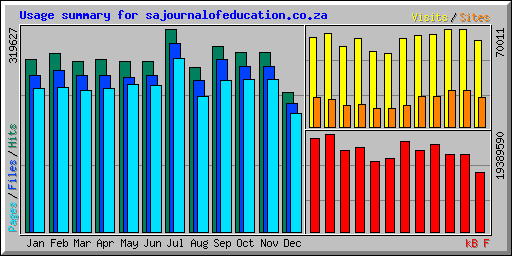 Usage summary for sajournalofeducation.co.za
Visits/Sites
319627
Pages/Files/Hits
70011
19389590
Jan Feb Mar Apr May Jun Jul Aug Sep Oct Nov Dec
kB F